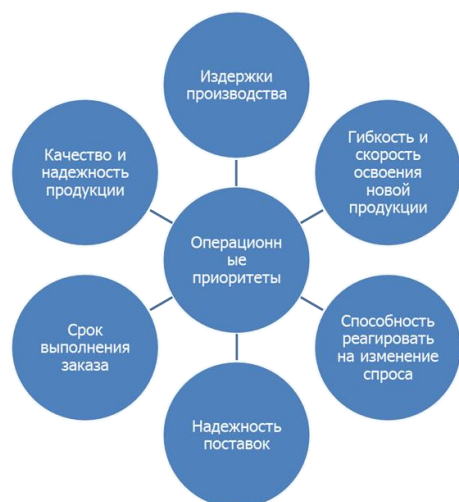 Издержки
производства
Гибкость и
скорость
освоения
новой
продукции
Способность
реагировать
на изменение
спроса
Надежность
поставок
Срок
выполнения
заказа
Качество и
надежность
продукции
Операционн
ые
приоритеты